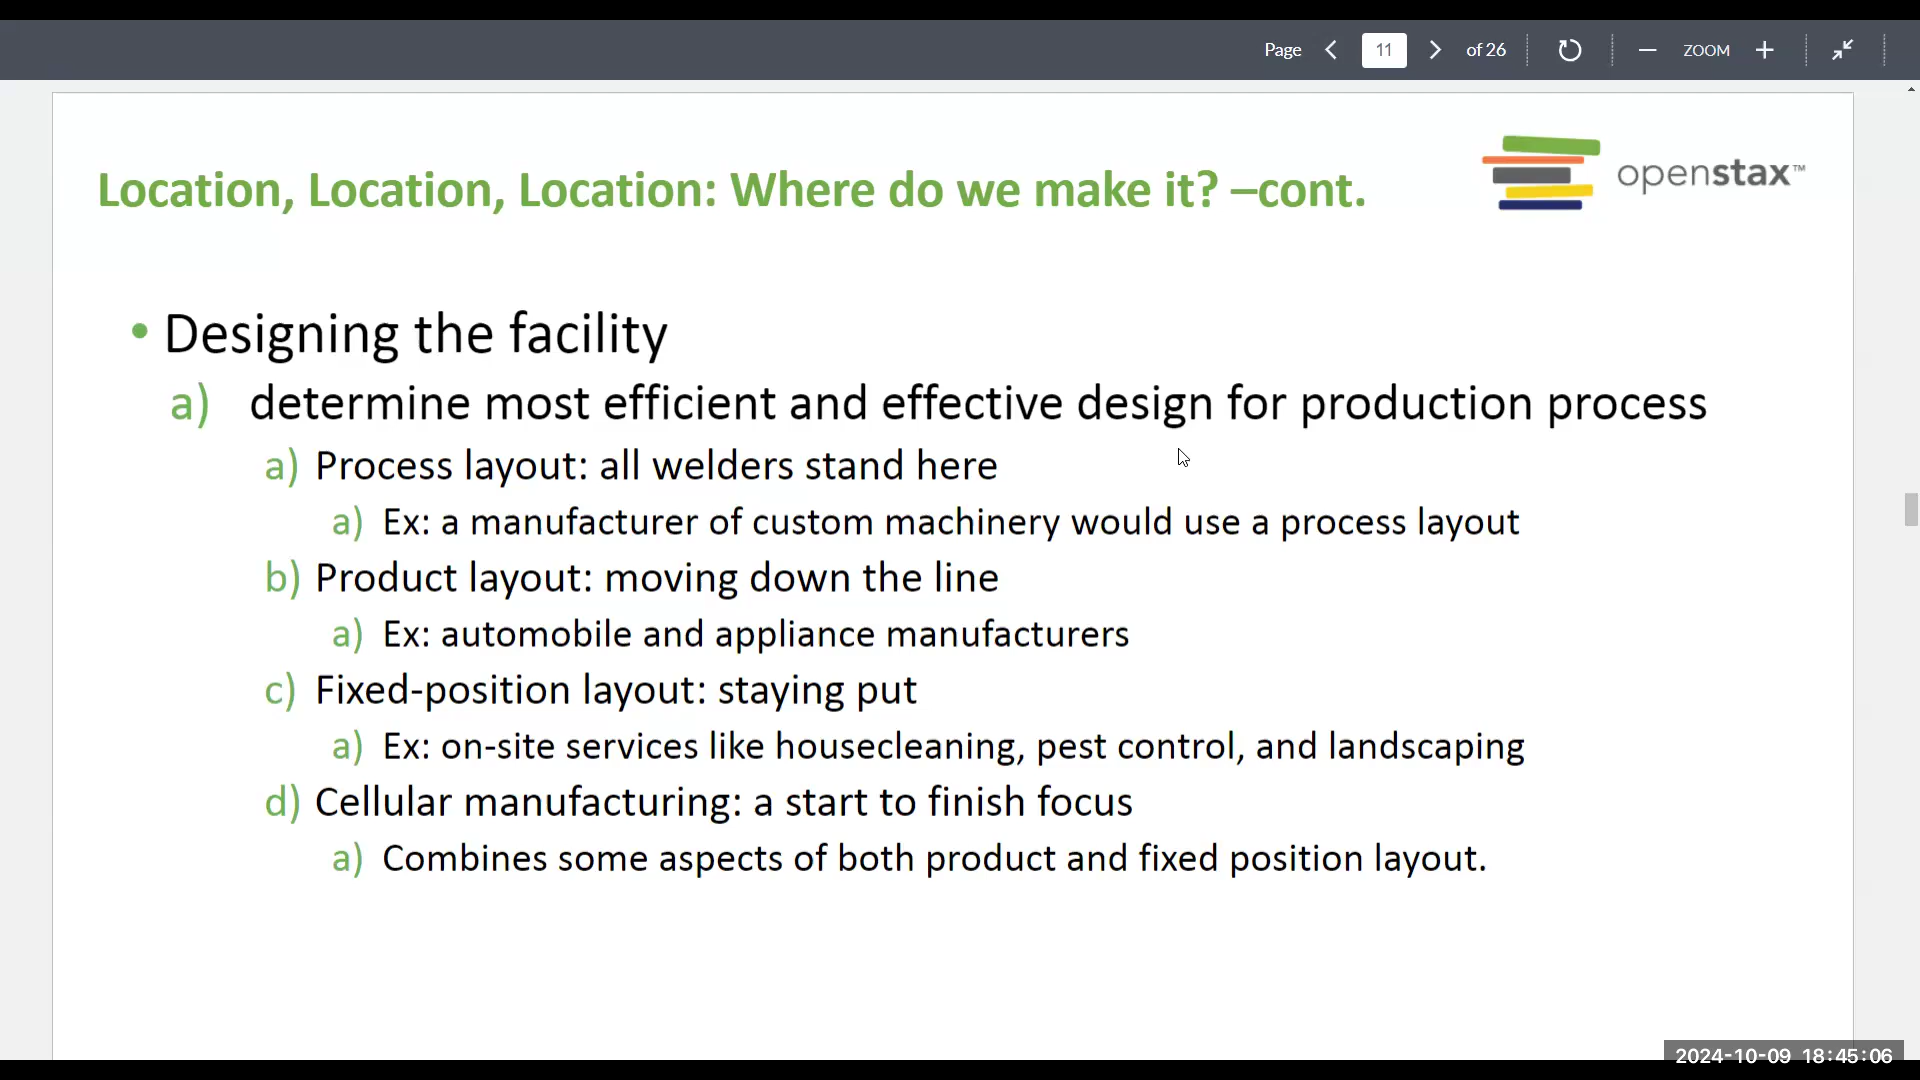 Page 11 of 26 ZOOM
Location, Location, Location: Where do we make it? –cont.
openstax™
• Designing the facility
a) determine most efficient and effective design for production process
a) Process layout: all welders stand here
a) Ex: a manufacturer of custom machinery would use a process layout
b) Product layout: moving down the line
a) Ex: automobile and appliance manufacturers
c) Fixed-position layout: staying put
a) Ex: on-site services like housecleaning, pest control, and landscaping
d) Cellular manufacturing: a start to finish focus
a) Combines some aspects of both product and fixed position layout.
2024-10-09 18:45:06